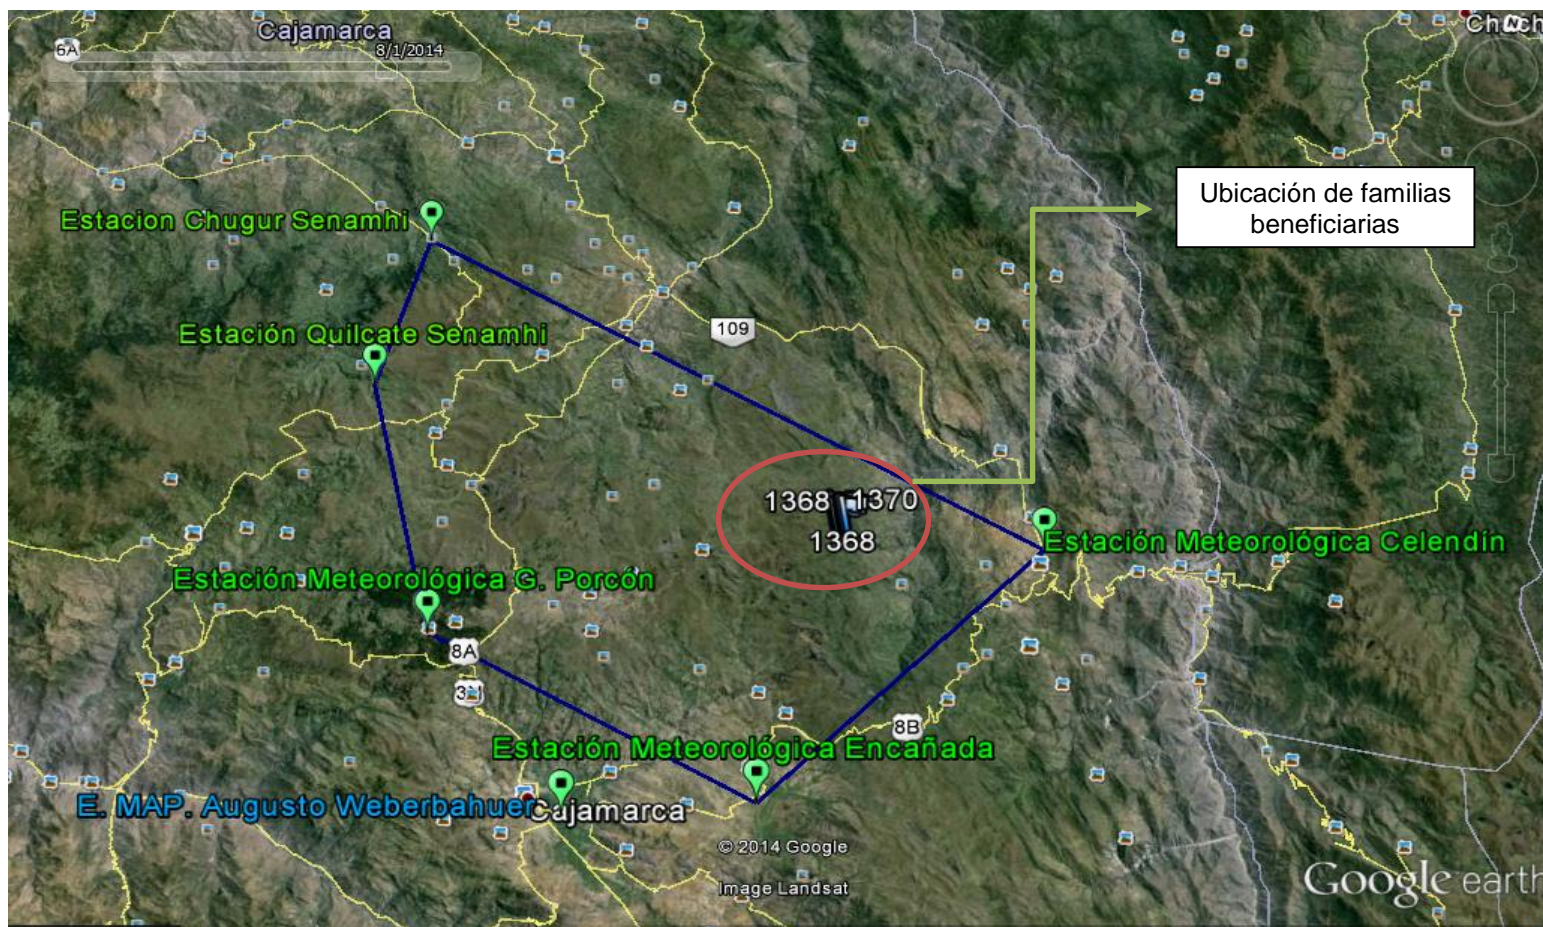 Cajamarca
6A
8/1/2014
Ubicación de familias
beneficiarias
Estacion Chugur Senamhi
Estación Quilcate Senamhi
109
1368
1370
1368
Estación Meteorológica Celendín
Estación Meteorológica G. Porcón
8A
8B
Estación Meteorológica Encañada
E. MAP. Augusto Weberbahuer
Cajamarca
© 2014 Google
Image Landsat
Google earth